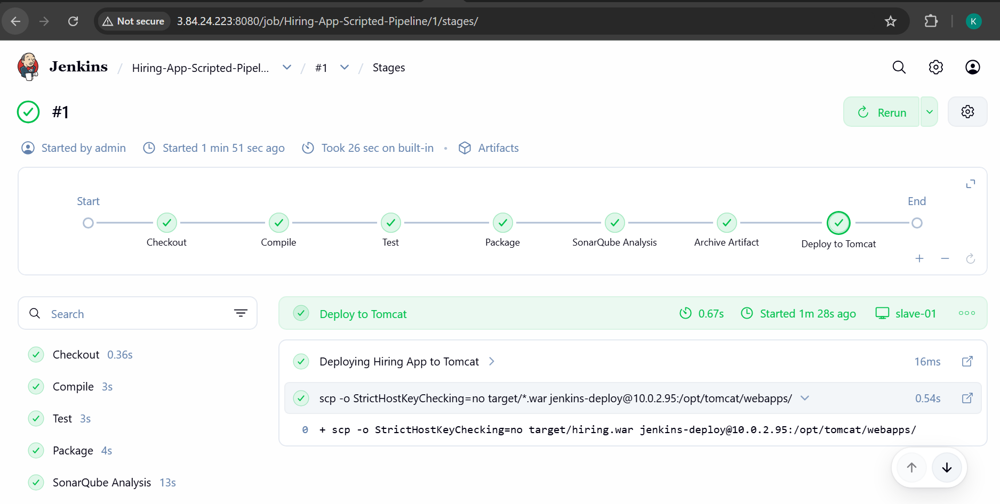 Not secure 3.84.24.223:8080/job/Hiring-App-Scripted-Pipeline/1/stages/
K
Jenkins / Hiring-App-Scripted-Pipel... / #1 / Stages
#1
Rerun
Started by admin Started 1 min 51 sec ago Took 26 sec on built-in • Artifacts
Start End
Checkout Compile Test Package SonarQube Analysis Archive Artifact Deploy to Tomcat
Search
Deploy to Tomcat 0.67s Started 1m 28s ago slave-01
Checkout 0.36s
Compile 3s
Test 3s
Package 4s
SonarQube Analysis 13s
Deploying Hiring App to Tomcat 16ms
scp -o StrictHostKeyChecking=no target/*.war jenkins-deploy@10.0.2.95:/opt/tomcat/webapps/ 0.54s
0 + scp -o StrictHostKeyChecking=no target/hiring.war jenkins-deploy@10.0.2.95:/opt/tomcat/webapps/